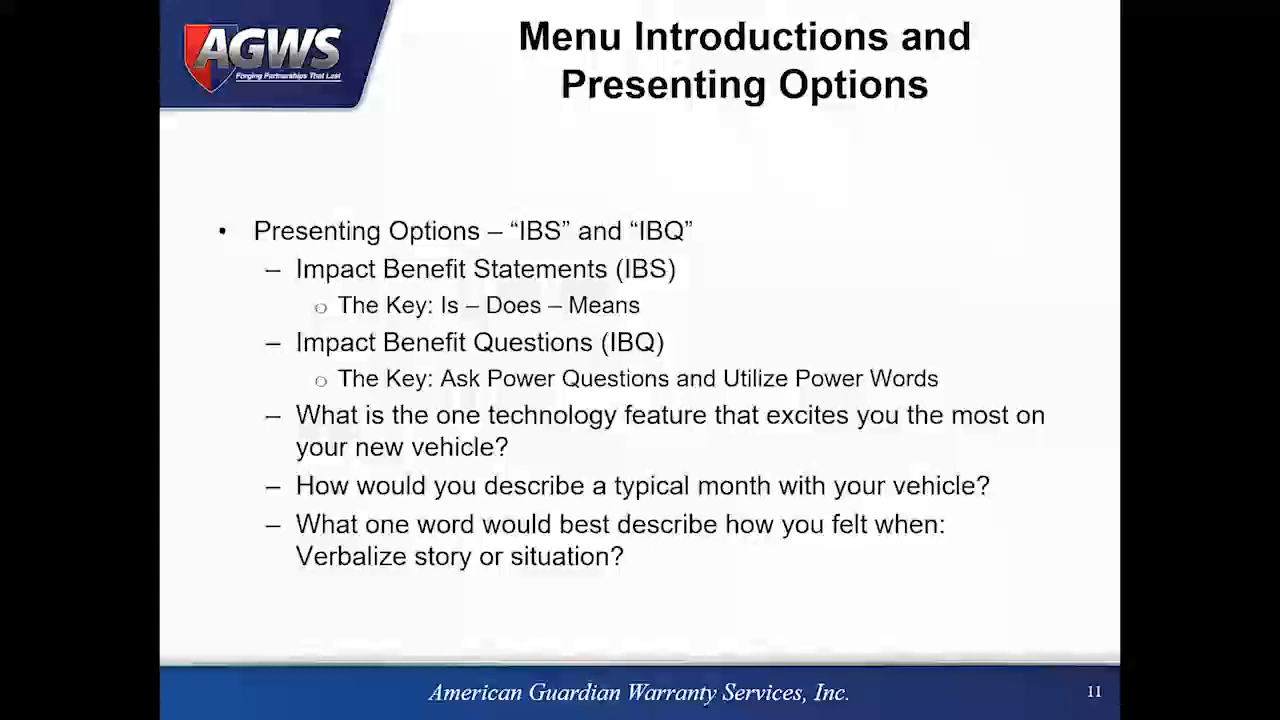 AGWS
Forging Partnerships That Last
Menu Introductions and
Presenting Options
• Presenting Options – “IBS” and “IBQ”
– Impact Benefit Statements (IBS)
○ The Key: Is – Does – Means
– Impact Benefit Questions (IBQ)
○ The Key: Ask Power Questions and Utilize Power Words
– What is the one technology feature that excites you the most on
your new vehicle?
– How would you describe a typical month with your vehicle?
– What one word would best describe how you felt when:
Verbalize story or situation?
American Guardian Warranty Services, Inc.
11